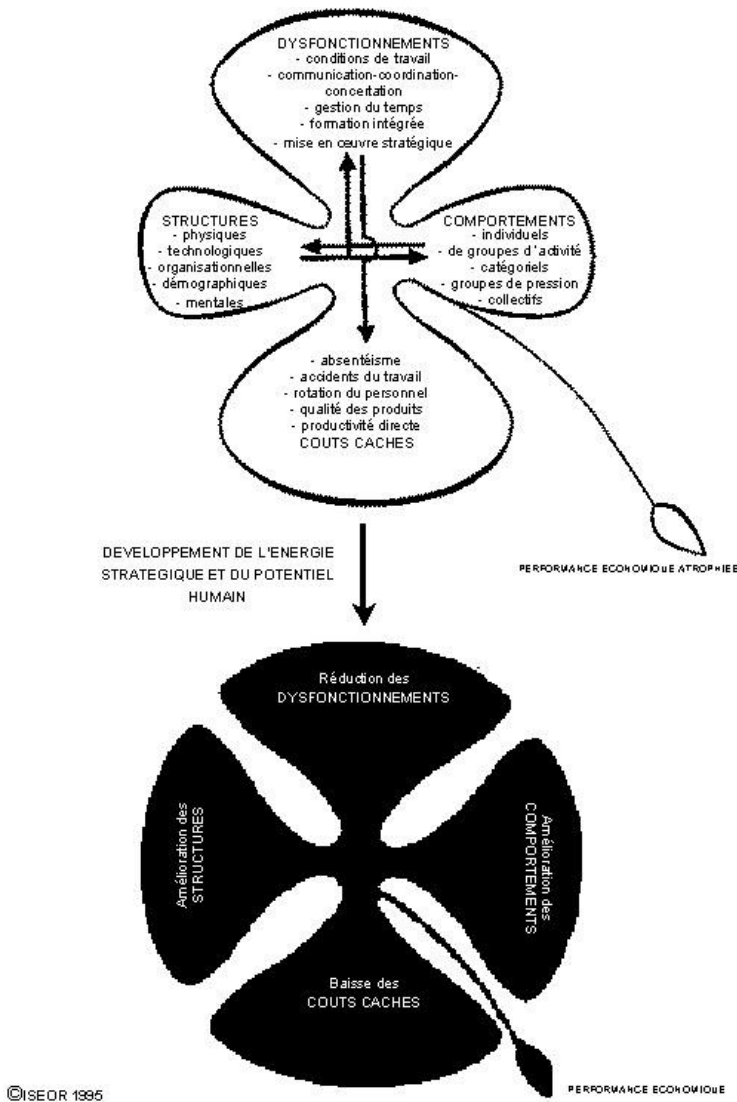 DYSFONCTIONNEMENTS
- conditions de travail
- communication-coordination-
concertation
- gestion du temps
- formation intégrée
- mise en œuvre stratégique
STRUCTURES
- physiques
- technologiques
- organisationnelles
- démographiques
- mentales
COMPORTEMENTS
- individuels
- de groupes d'activité
- catégoriels
- groupes de pression
- collectifs
- absentéisme
- accidents du travail
- rotation du personnel
- qualité des produits
- productivité directe
COUTS CACHES
DEVELOPPEMENT DE L'ENERGIE
STRATEGIQUE ET DU POTENTIEL
HUMAIN
PERFORMANCE ECONOMIQUE ATROPHIEE
Réduction des
DYSFONCTIONNEMENTS
Amélioration des
STRUCTURES
Amélioration des
COMPORTEMENTS
Baisse des
COUTS CACHES
PERFORMANCE ECONOMIQUE
©ISEOR 1995